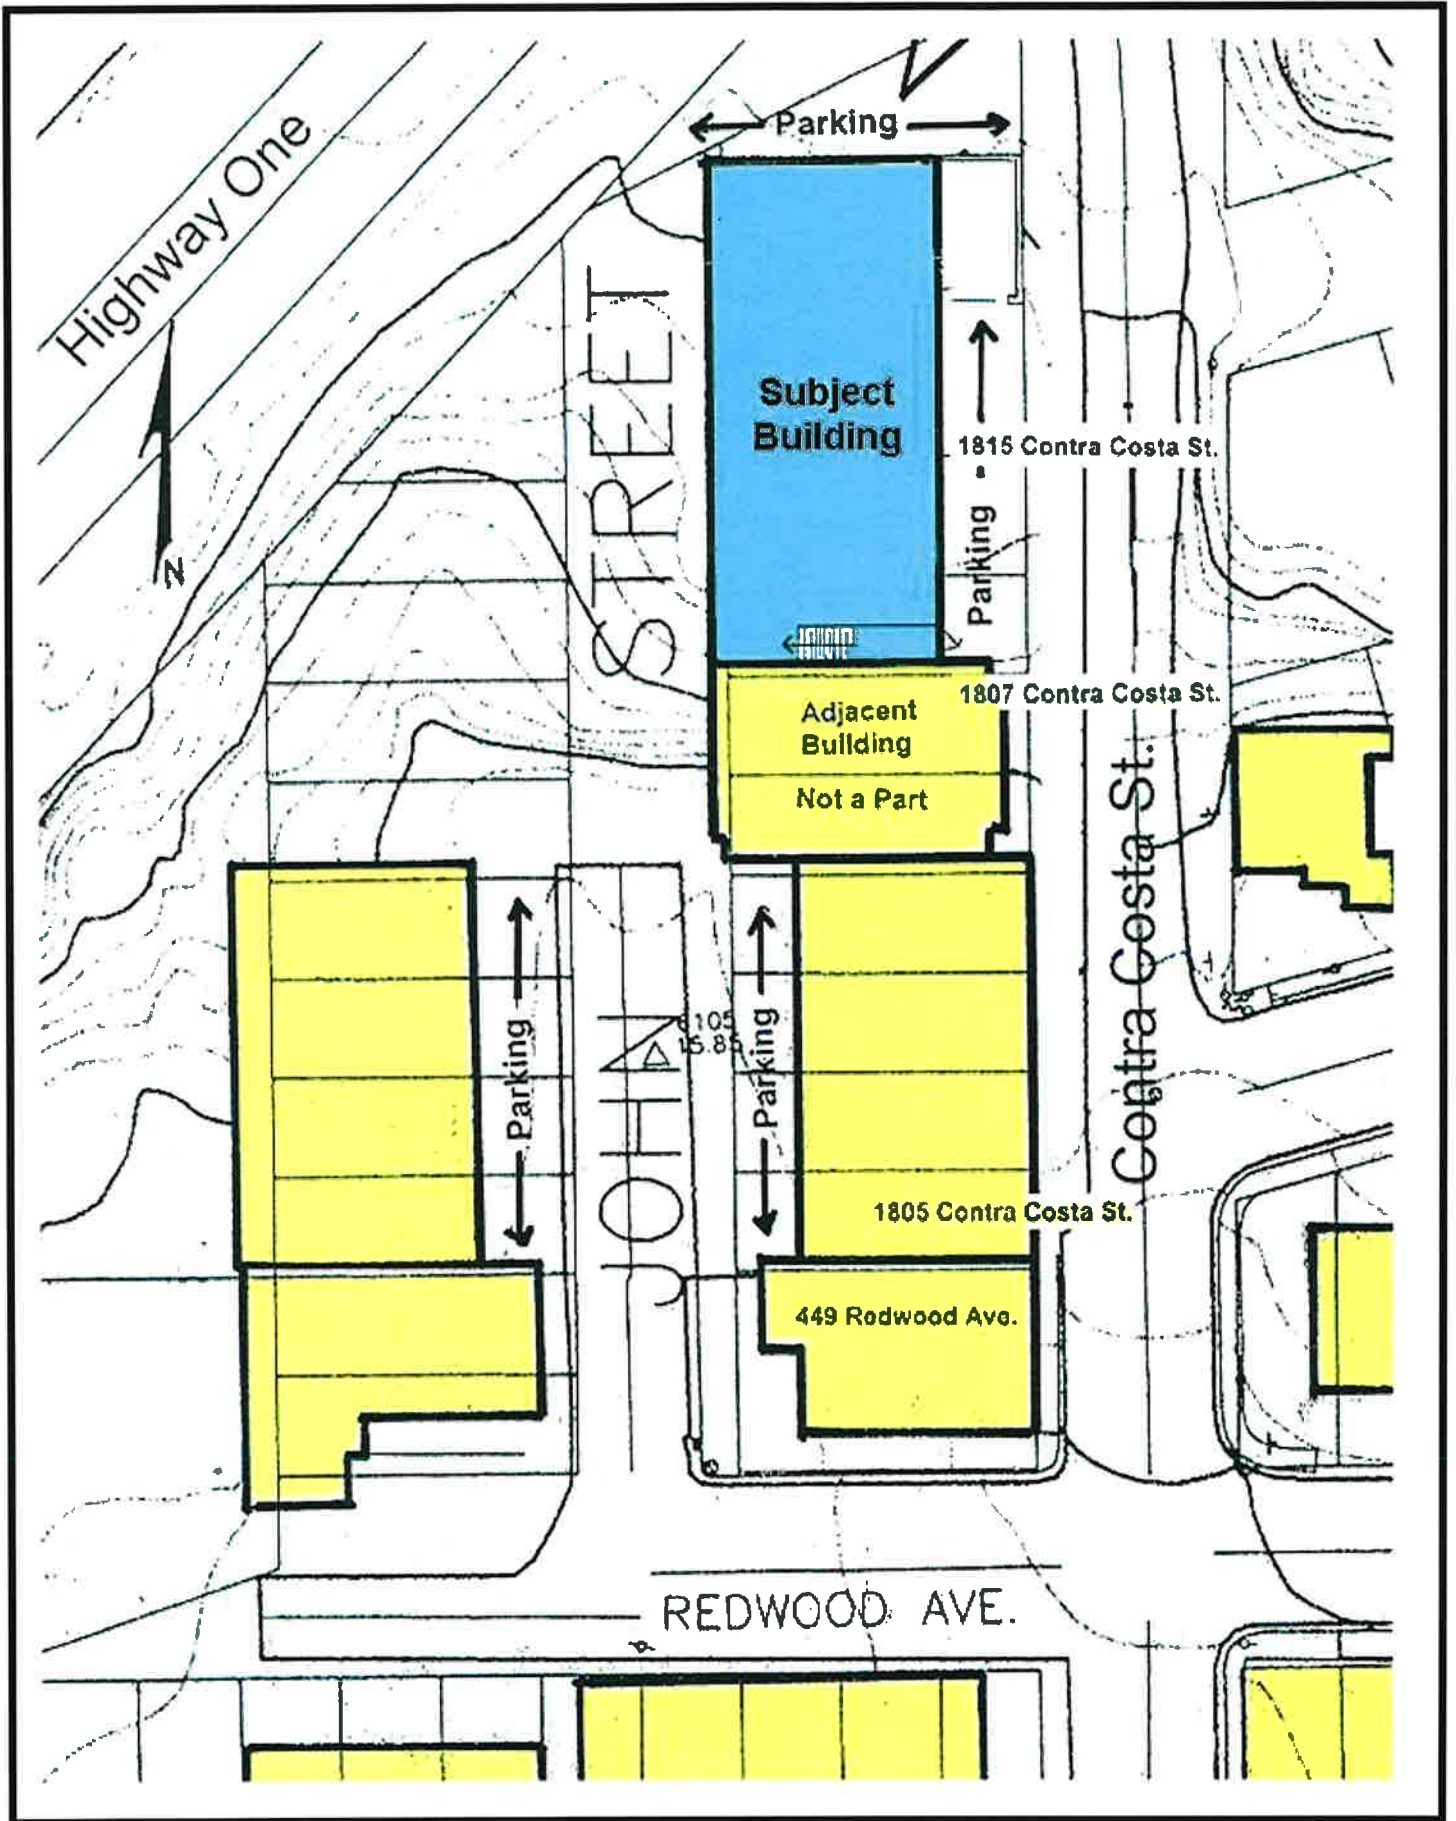 Parking
Highway One
N
STREET
Subject
Building
1815 Contra Costa St.
Parking
1807 Contra Costa St.
Adjacent
Building
Not a Part
Contra Costa St.
Parking
JOHN
Parking
1805 Contra Costa St.
449 Redwood Ave.
REDWOOD AVE.